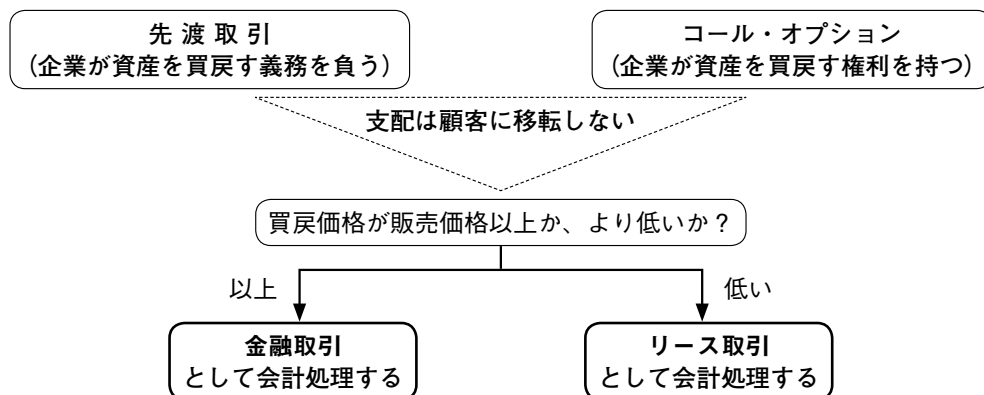 先渡取引
(企業が資産を買戻す義務を負う)
コール・オプション
(企業が資産を買戻す権利を持つ)
支配は顧客に移転しない
買戻価格が販売価格以上か、より低いか？
以上
低い
金融取引
として会計処理する
リース取引
として会計処理する